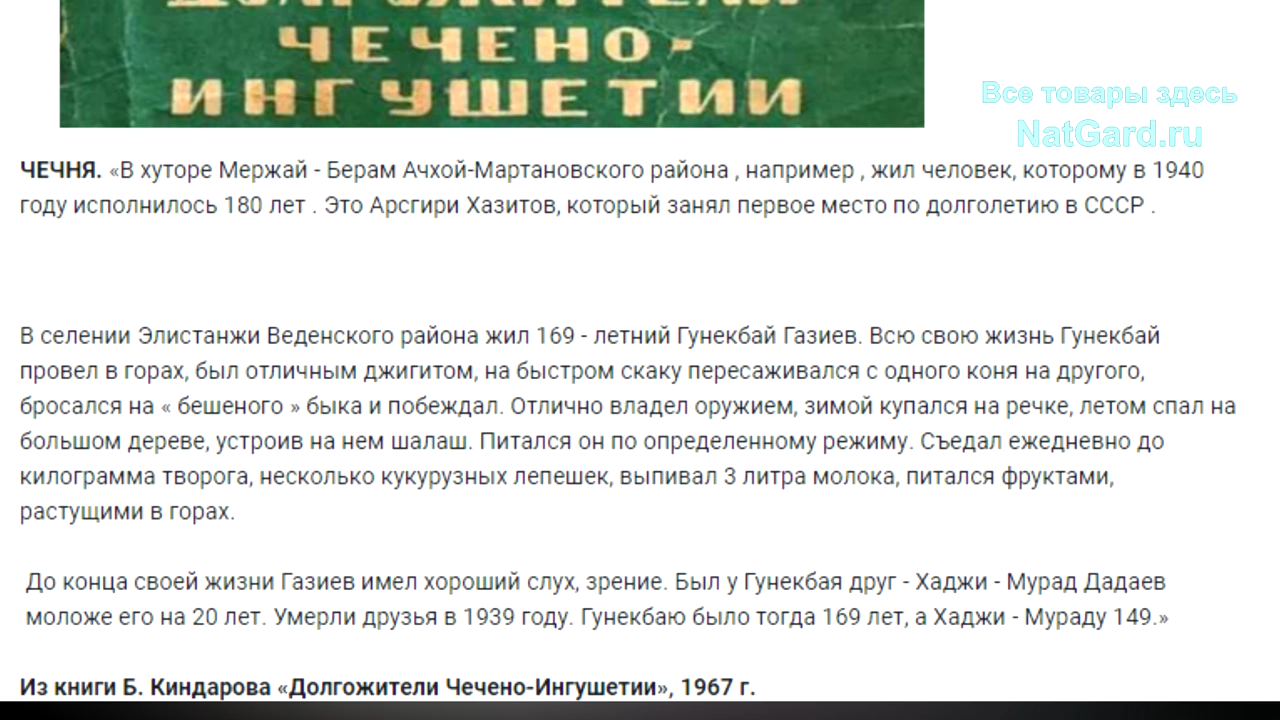 ДОЛГОЖИТЕЛИ
ЧЕЧЕНО-
ИНГУШЕТИИ
Все товары здесь
NatGard.ru
ЧЕЧНЯ. «В хуторе Мержай - Берам Ачхой-Мартановского района , например , жил человек, которому в 1940
году исполнилось 180 лет . Это Арсгири Хазитов, который занял первое место по долголетию в СССР .
В селении Элистанжи Веденского района жил 169 - летний Гунекбай Газиев. Всю свою жизнь Гунекбай
провел в горах, был отличным джигитом, на быстром скаку пересаживался с одного коня на другого,
бросался на « бешеного » быка и побеждал. Отлично владел оружием, зимой купался на речке, летом спал на
большом дереве, устроив на нем шалаш. Питался он по определенному режиму. Съедал ежедневно до
килограмма творога, несколько кукурузных лепешек, выпивал 3 литра молока, питался фруктами,
растущими в горах.
До конца своей жизни Газиев имел хороший слух, зрение. Был у Гунекбая друг - Хаджи - Мурад Дадаев
моложе его на 20 лет. Умерли друзья в 1939 году. Гунекбаю было тогда 169 лет, а Хаджи - Мураду 149.»
Из книги Б. Киндарова «Долгожители Чечено-Ингушетии», 1967 г.